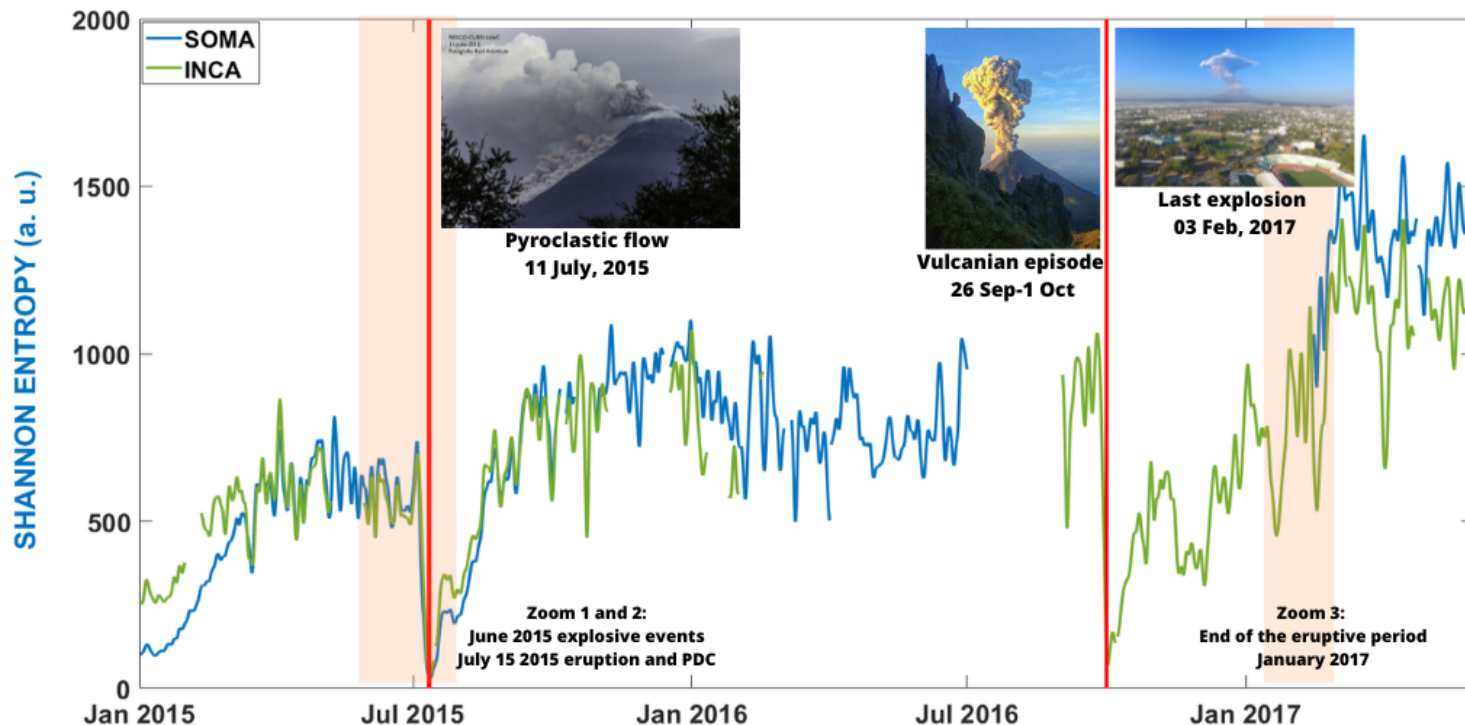 2000
SOMA
INCA
11 July 2015
Pyroclastic flow
11 July, 2015
Vulcanian episode
26 Sep-1 Oct
Last explosion
03 Feb, 2017
1500
1000
500
0
SHANNON ENTROPY (a. u.)
Zoom 1 and 2:
June 2015 explosive events
July 15 2015 eruption and PDC
Zoom 3:
End of the eruptive period
January 2017
Jan 2015
Jul 2015
Jan 2016
Jul 2016
Jan 2017